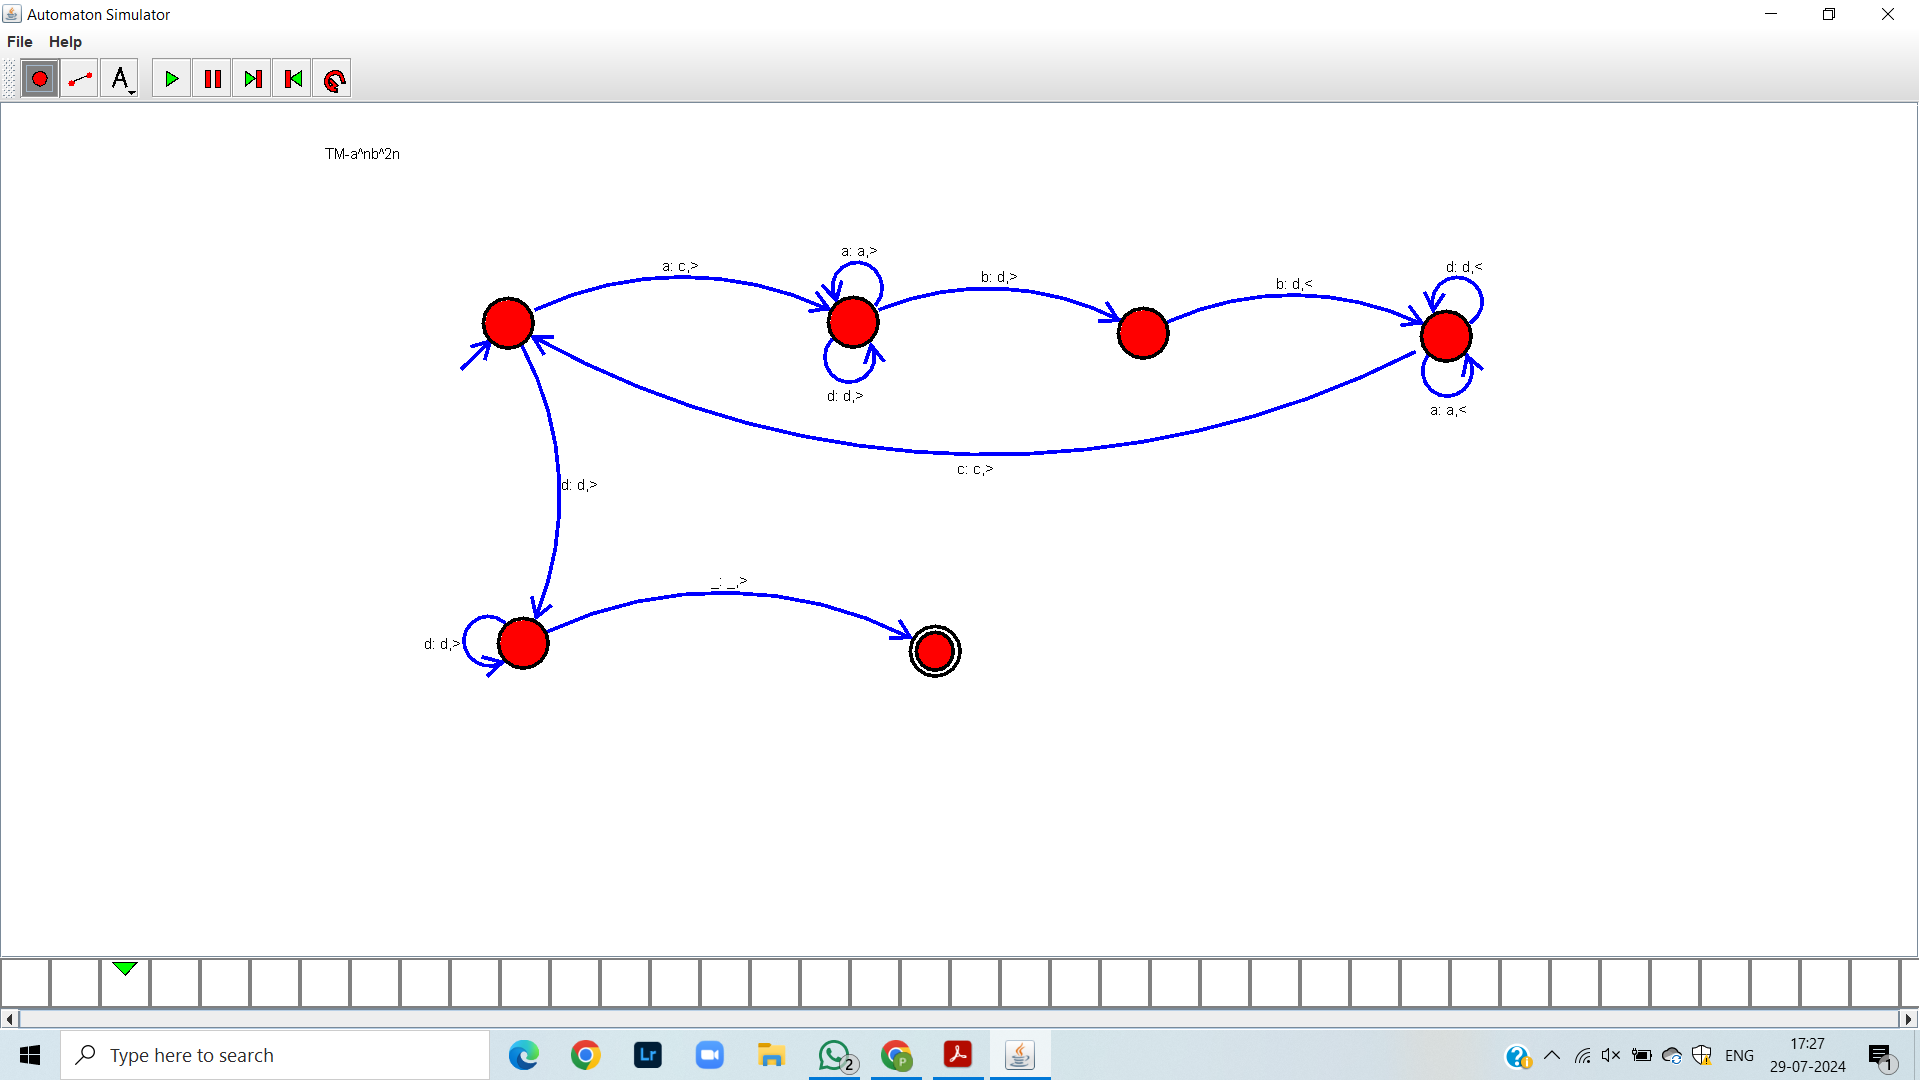 Automaton Simulator
File Help
A
TM-a^nb^2n
a: a,>
a: c,>
b: d,>
d: d,<
b: d,<
d: d,>
a: a,<
c: c,>
d: d,>
_: _,>
d: d,>
Type here to search
Lr
2
P
ENG
17:27
29-07-2024
1